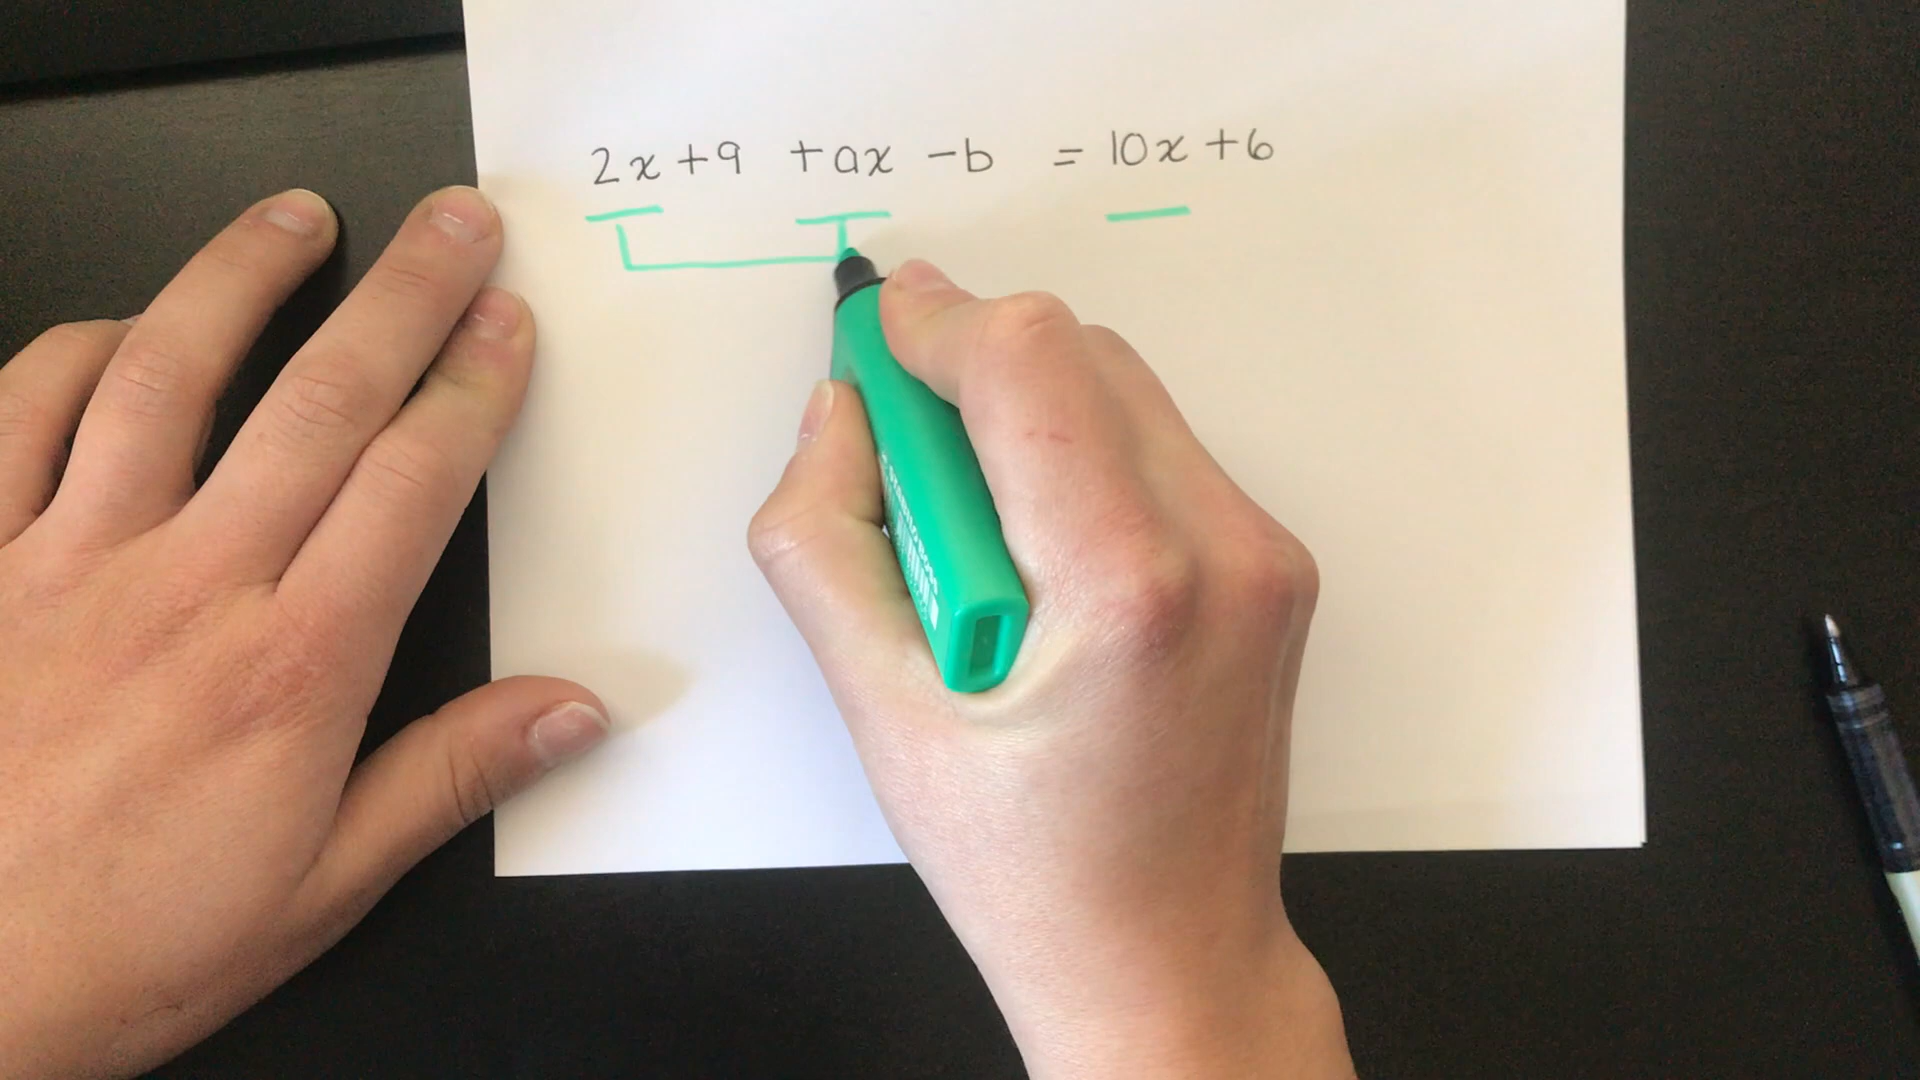 2x+9 +ax -b = 10x+6